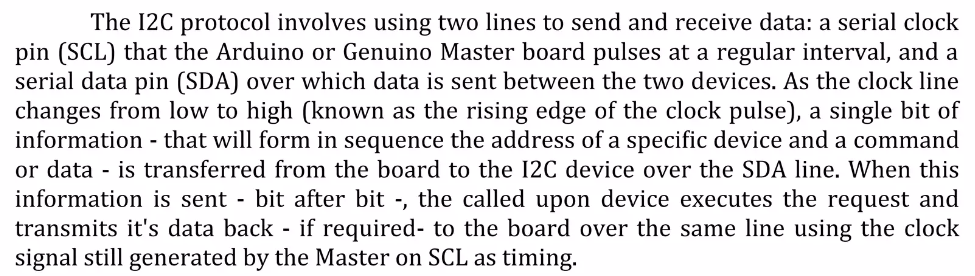 The I2C protocol involves using two lines to send and receive data: a serial clock
pin (SCL) that the Arduino or Genuino Master board pulses at a regular interval, and a
serial data pin (SDA) over which data is sent between the two devices. As the clock line
changes from low to high (known as the rising edge of the clock pulse), a single bit of
information - that will form in sequence the address of a specific device and a command
or data - is transferred from the board to the I2C device over the SDA line. When this
information is sent - bit after bit -, the called upon device executes the request and
transmits it's data back - if required- to the board over the same line using the clock
signal still generated by the Master on SCL as timing.